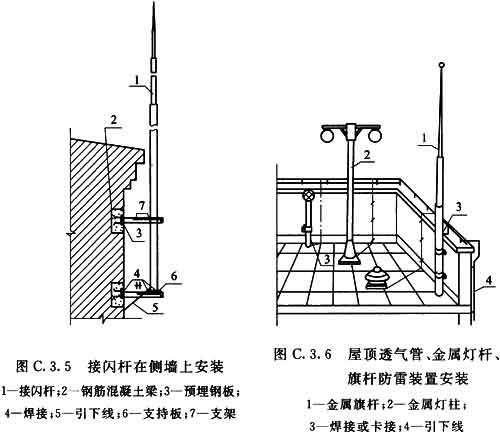 1
2
7
3
4
6
5
图 C.3.5 接闪杆在侧墙上安装
1—接闪杆;2—钢筋混凝土梁;3—预埋钢板;
4—焊接;5—引下线;6—支持板;7—支架
1
2
3
3
4
图 C.3.6 屋顶透气管、金属灯杆、
旗杆防雷装置安装
1—金属旗杆;2—金属灯柱;
3—焊接或卡接;4—引下线